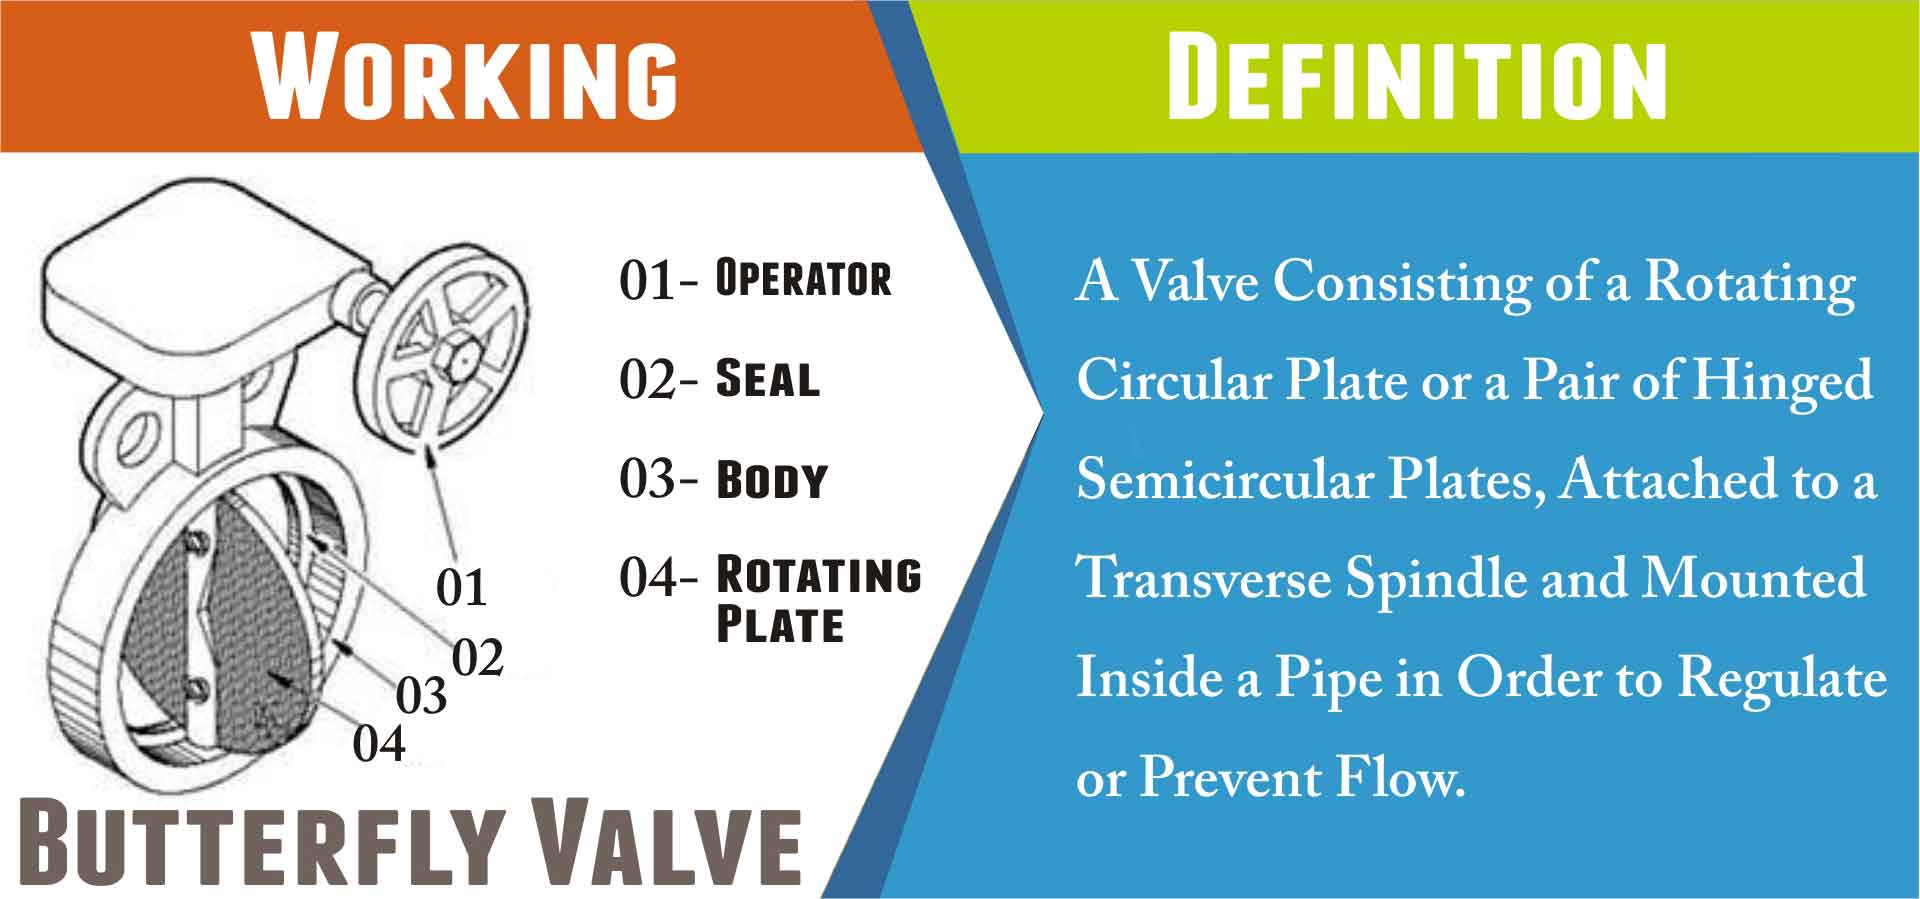 WORKING
DEFINITION
01- OPERATOR
02- SEAL
03- BODY
04- ROTATING
PLATE
01
02
03
04
BUTTERFLY VALVE
A Valve Consisting of a Rotating
Circular Plate or a Pair of Hinged
Semicircular Plates, Attached to a
Transverse Spindle and Mounted
Inside a Pipe in Order to Regulate
or Prevent Flow.